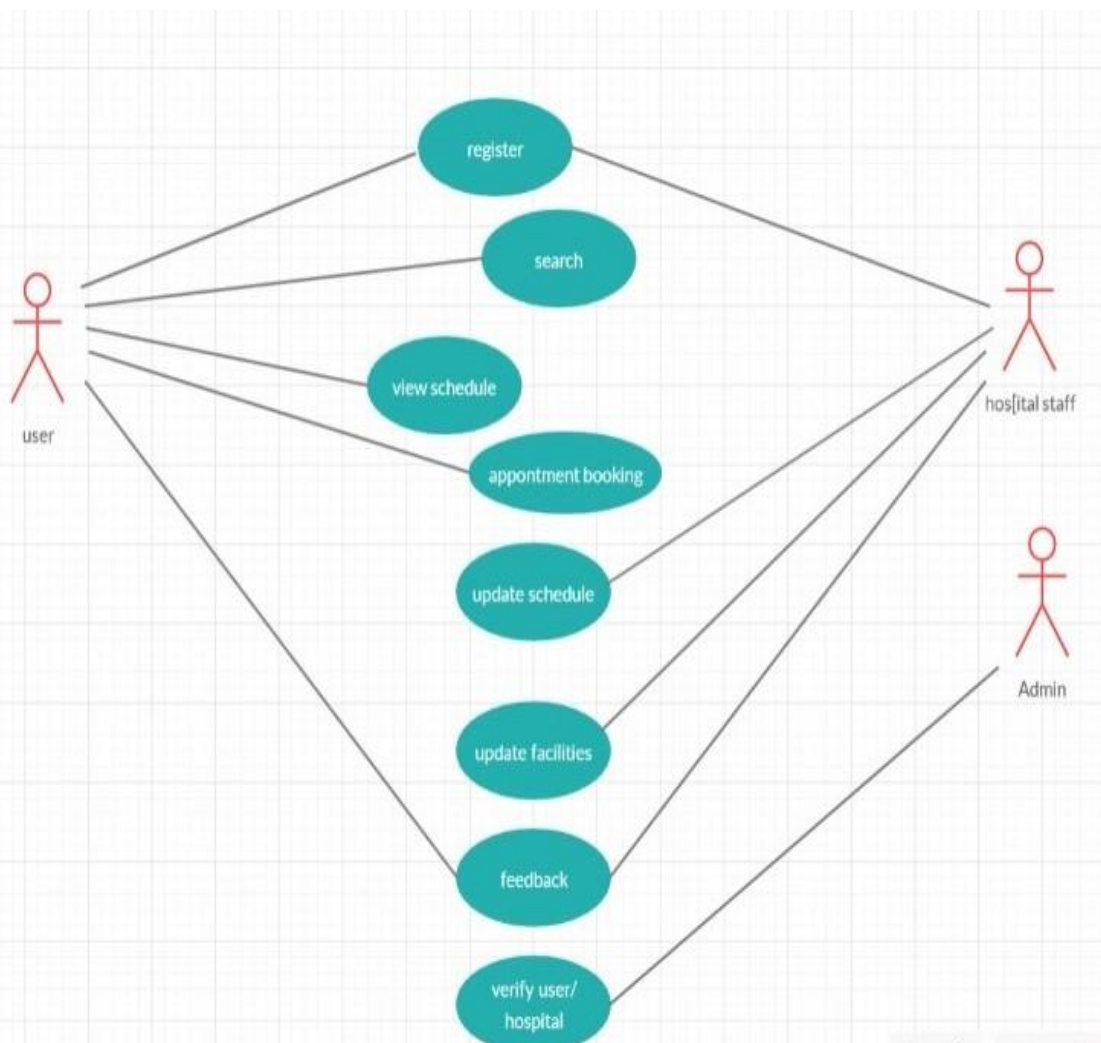 register
search
view schedule
user
hos[ital staff
appontment booking
update schedule
Admin
update facilities
feedback
verify user/
hospital